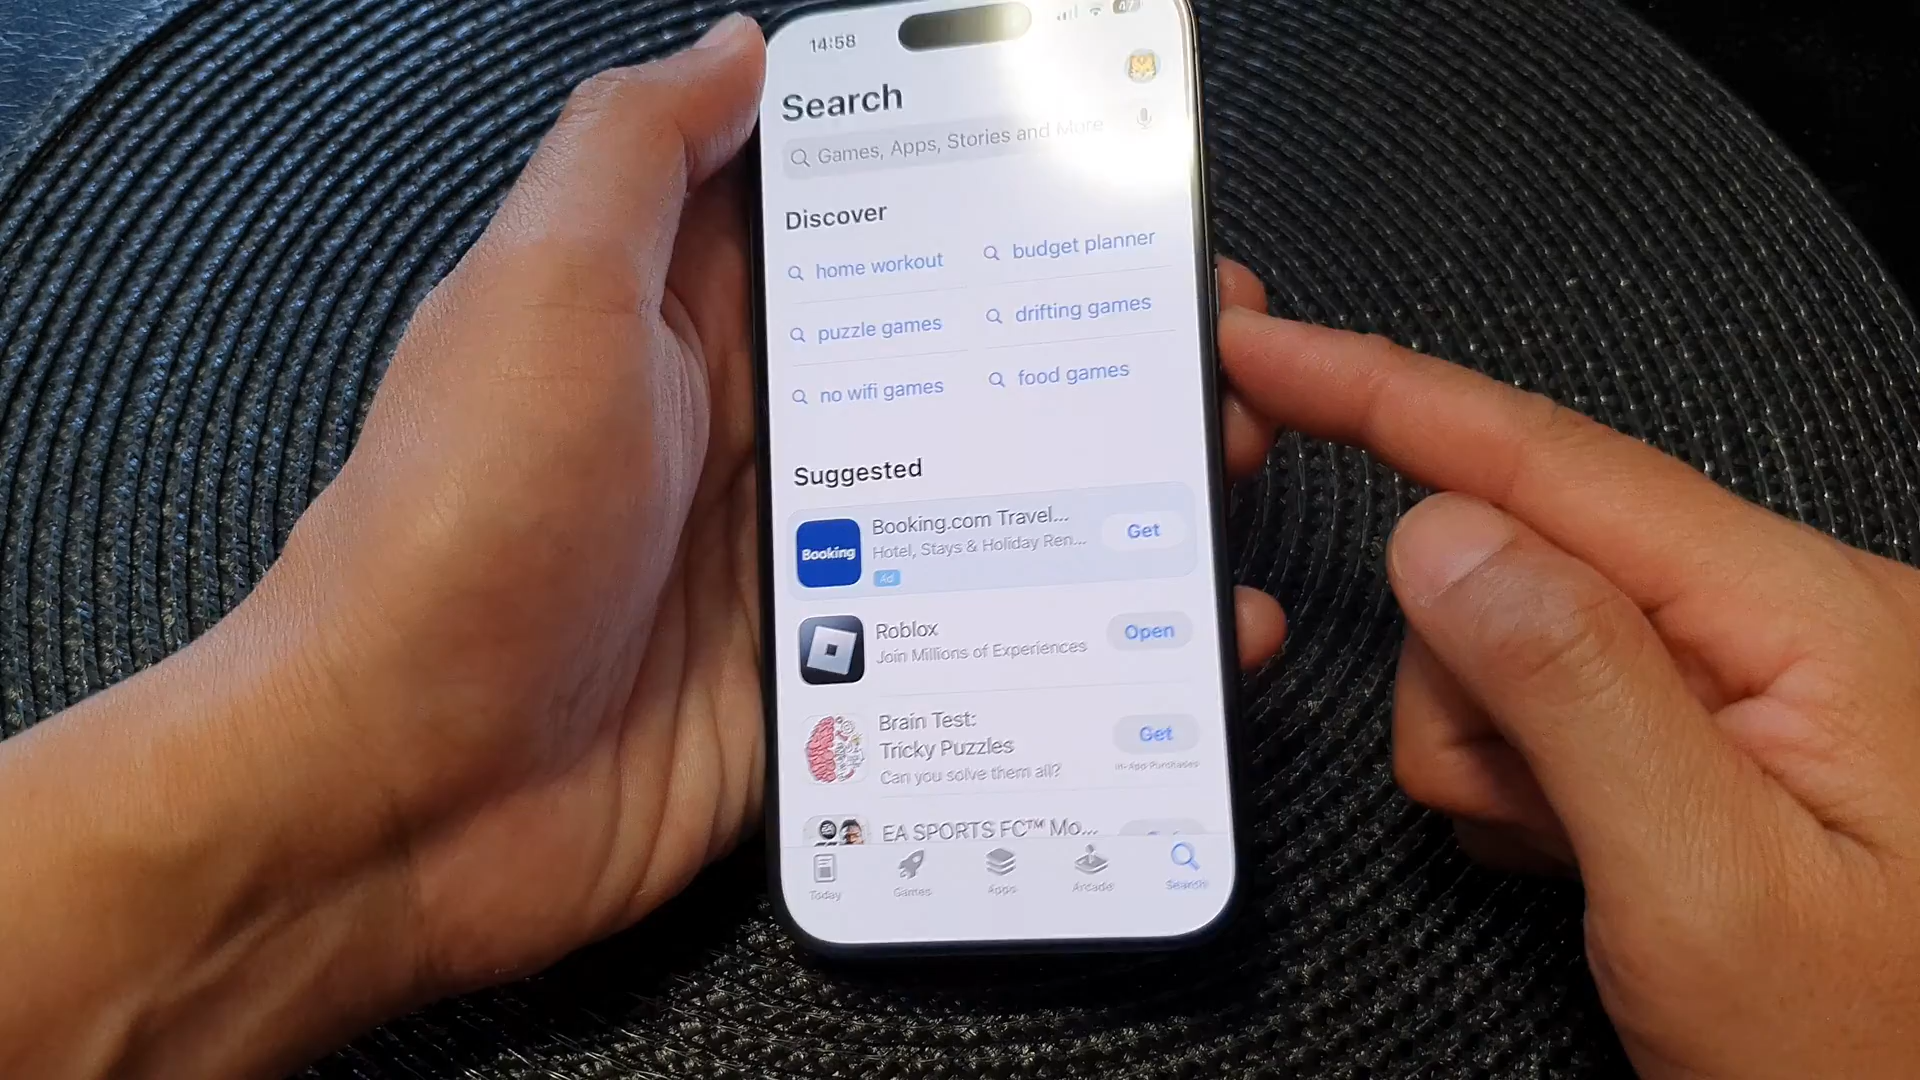 14:58
47
Search
Games, Apps, Stories and More
Discover
home workout
budget planner
puzzle games
drifting games
no wifi games
food games
Suggested
Booking
Booking.com Travel...
Hotel, Stays & Holiday Ren...
Ad
Get
Roblox
Join Millions of Experiences
Open
Brain Test:
Tricky Puzzles
Can you solve them all?
Get
In-App Purchases
EA SPORTS FC™ Mo...
Today
Games
Apps
Arcade
Search